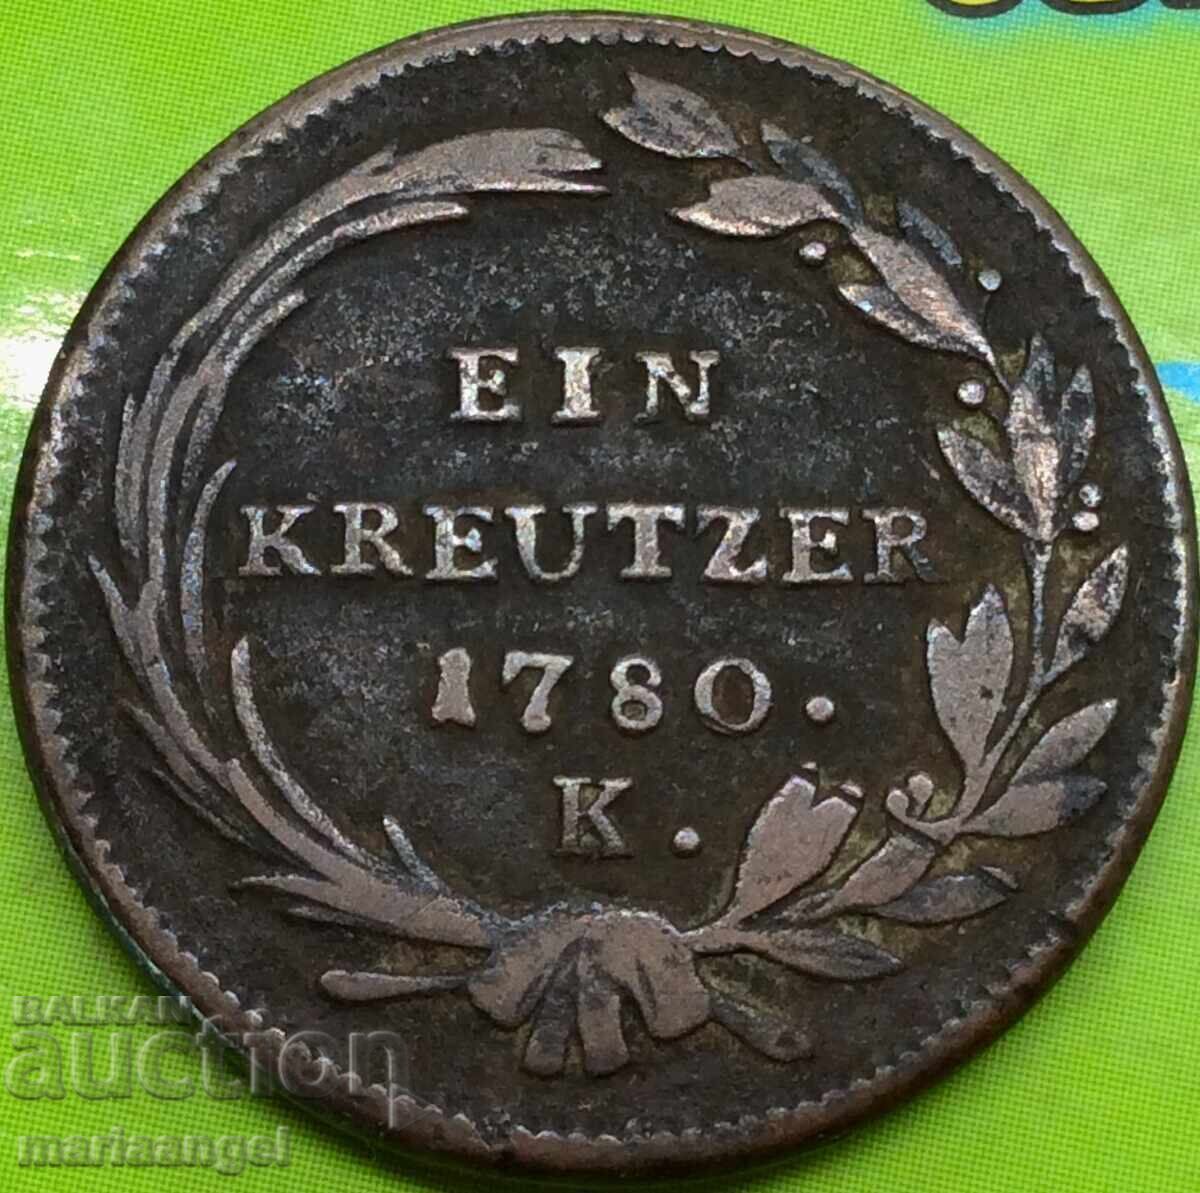 EIN
KREUTZER
1780.
K.
BALKAN
auction
mariaangel